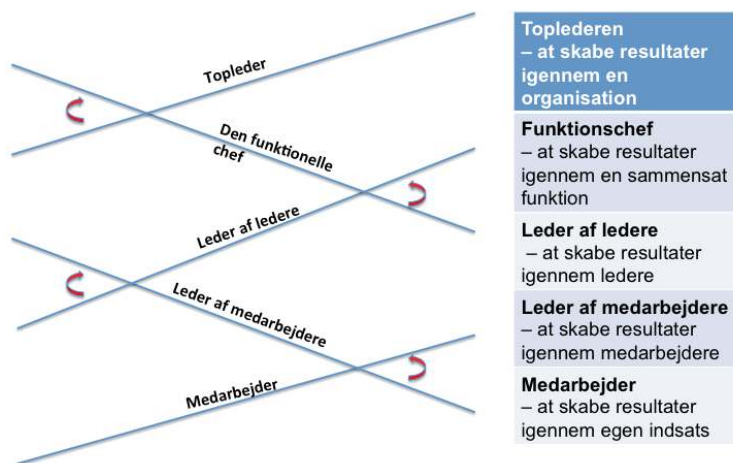 Topleder
Den funktionelle
chef
Leder af ledere
Leder af medarbejdere
Medarbejder
Toplederen
– at skabe resultater
igennem en
organisation
Funktionschef
– at skabe resultater
igennem en sammensat
funktion
Leder af ledere
– at skabe resultater
igennem ledere
Leder af medarbejdere
– at skabe resultater
igennem medarbejdere
Medarbejder
– at skabe resultater
igennem egen indsats